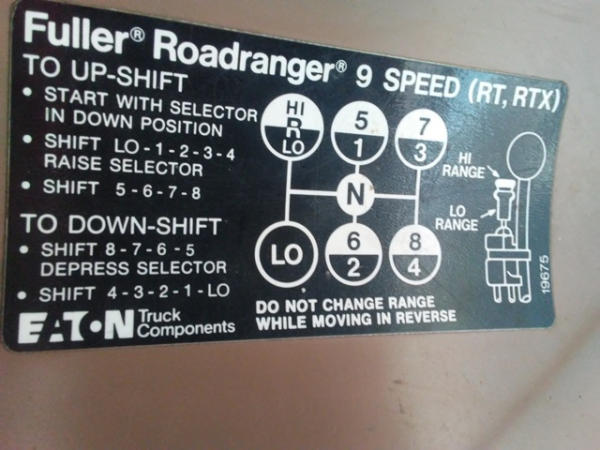 Fuller® Roadranger® 9 SPEED (RT, RTX)
TO UP-SHIFT
• START WITH SELECTOR
IN DOWN POSITION
• SHIFT LO-1-2-3-4
RAISE SELECTOR
• SHIFT 5-6-7-8
TO DOWN-SHIFT
• SHIFT 8-7-6-5
DEPRESS SELECTOR
• SHIFT 4-3-2-1-LO
EATON Truck
Components
HI
R
LO
5
1
7
3
N
LO
6
2
8
4
HI
RANGE
LO
RANGE
19675
DO NOT CHANGE RANGE
WHILE MOVING IN REVERSE